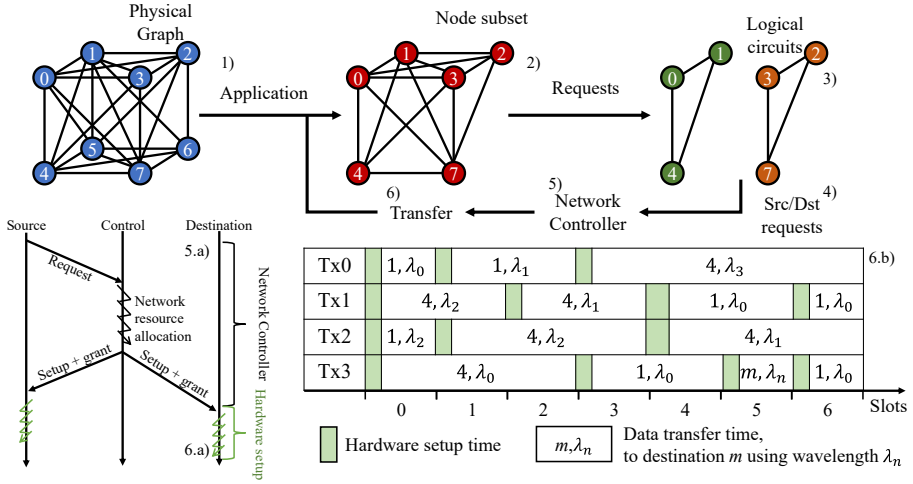 Physical
Graph
Node subset
Logical
circuits
0
1
2
3
4
5
6
7
1)
Application
0
1
2
3
4
7
2)
Requests
0
1
4
2
3
7
3)
4)
Src/Dst
requests
5)
Network
Controller
6)
Transfer
Source
Control
Destination
5.a)
Request
Network
resource
allocation
Setup + grant
Setup + grant
6.a)
Network Controller
Hardware setup
6.b)
Tx0 1, λ0 1, λ1 4, λ3
Tx1 4, λ2 4, λ1 1, λ0 1, λ0
Tx2 1, λ2 4, λ2 4, λ1
Tx3 4, λ0 1, λ0 m, λn 1, λ0
0 1 2 3 4 5 6 Slots
Hardware setup time
m,λn
Data transfer time,
to destination m using wavelength λn